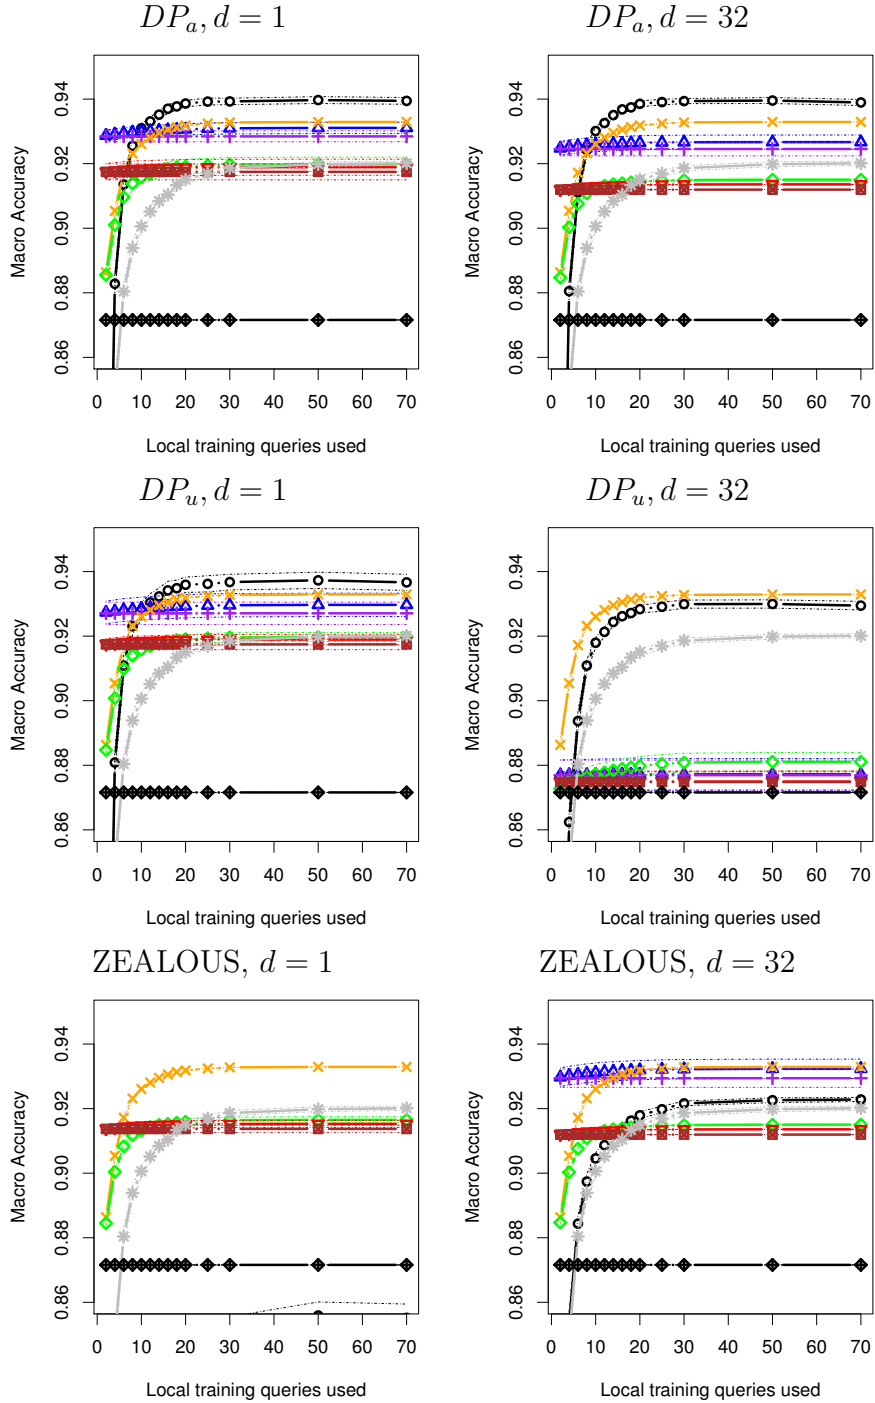 DPₐ, d = 1
DPₐ, d = 32
Macro Accuracy
0.86 0.88 0.90 0.92 0.94
0 10 20 30 40 50 60 70
Local training queries used
Macro Accuracy
0.86 0.88 0.90 0.92 0.94
0 10 20 30 40 50 60 70
Local training queries used
DPᵤ, d = 1
DPᵤ, d = 32
Macro Accuracy
0.86 0.88 0.90 0.92 0.94
0 10 20 30 40 50 60 70
Local training queries used
Macro Accuracy
0.86 0.88 0.90 0.92 0.94
0 10 20 30 40 50 60 70
Local training queries used
ZEALOUS, d = 1
ZEALOUS, d = 32
Macro Accuracy
0.86 0.88 0.90 0.92 0.94
0 10 20 30 40 50 60 70
Local training queries used
Macro Accuracy
0.86 0.88 0.90 0.92 0.94
0 10 20 30 40 50 60 70
Local training queries used